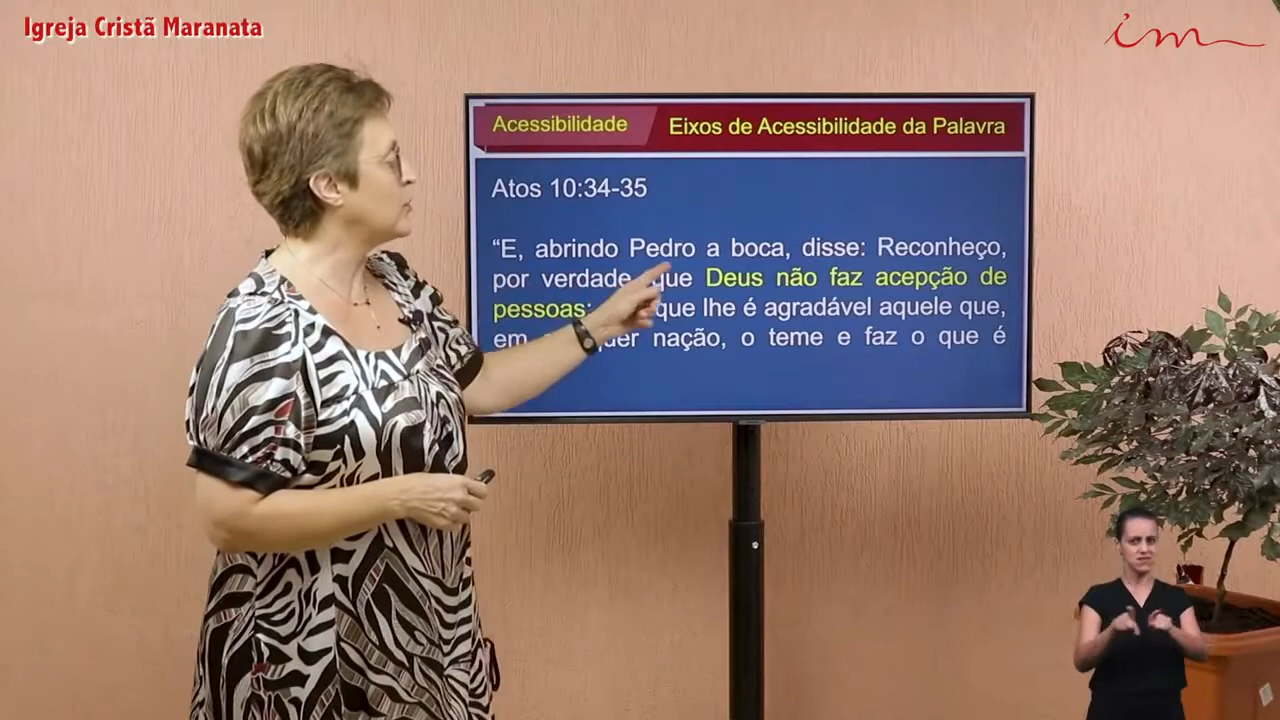 Igreja Cristã Maranata
im
Acessibilidade
Eixos de Acessibilidade da Palavra
Atos 10:34-35
“E, abrindo Pedro a boca, disse: Reconheço,
por verdade que Deus não faz acepção de
pessoas; que lhe é agradável aquele que,
em nação, o teme e faz o que é